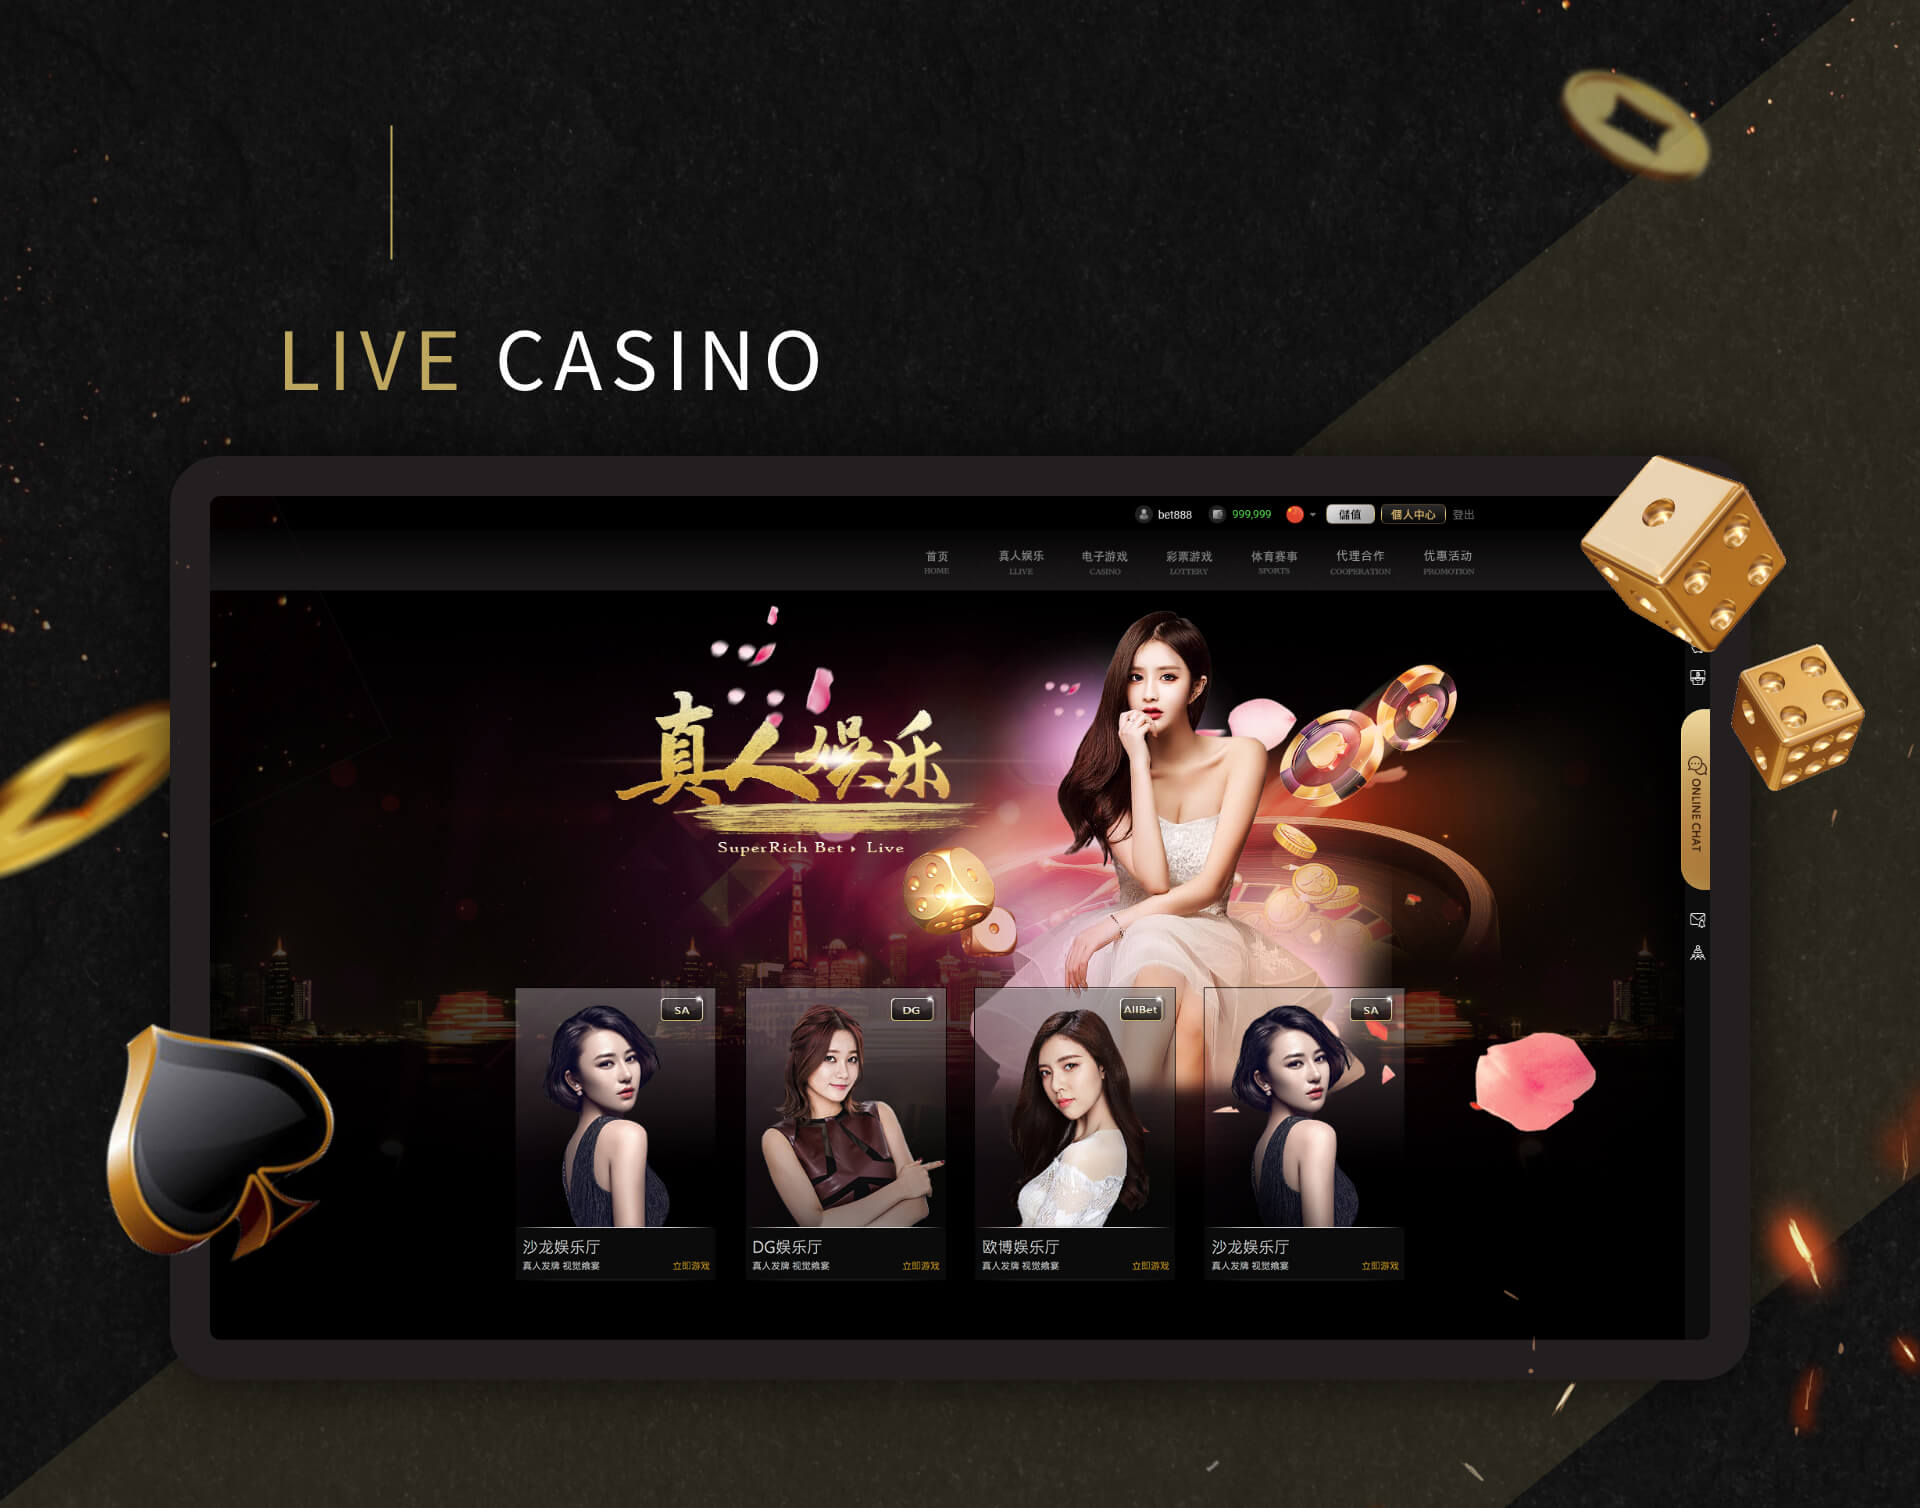 LIVE CASINO
bet888 999,999 儲值 個人中心 登出
首页 真人娱乐 电子游戏 彩票游戏 体育赛事 代理合作 优惠活动
HOME LLIVE CASINO LOTTERY SPORTS COOPERATION PROMOTION
真人娱乐
SuperRich Bet Live
ONLINE CHAT
SA DG AllBet SA
沙龙娱乐厅 DG娱乐厅 欧博娱乐厅 沙龙娱乐厅
真人发牌 视觉飨宴 立即游戏 真人发牌 视觉飨宴 立即游戏 真人发牌 视觉飨宴 立即游戏 真人发牌 视觉飨宴 立即游戏